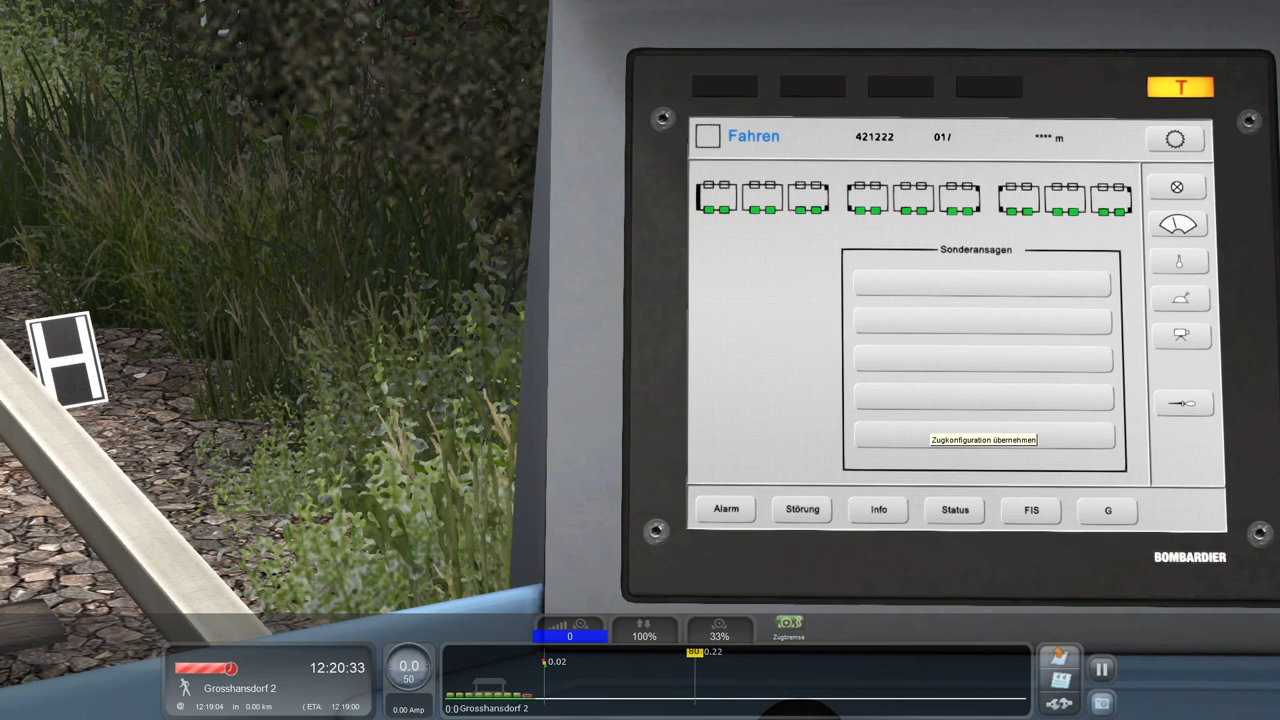 T
Fahren 421222 01/ **** m
Sonderansagen
Zugkonfiguration übernehmen
Alarm Störung Info Status FIS G
BOMBARDIER
H
0 100% 33% Zugbremse
12:20:33
Grosshansdorf 2
@ 12:19:04 in 0.00 km ( ETA: 12:19:00
0.0
50
0.00 Amp
0.02
80 0.22
0:0 Grosshansdorf 2